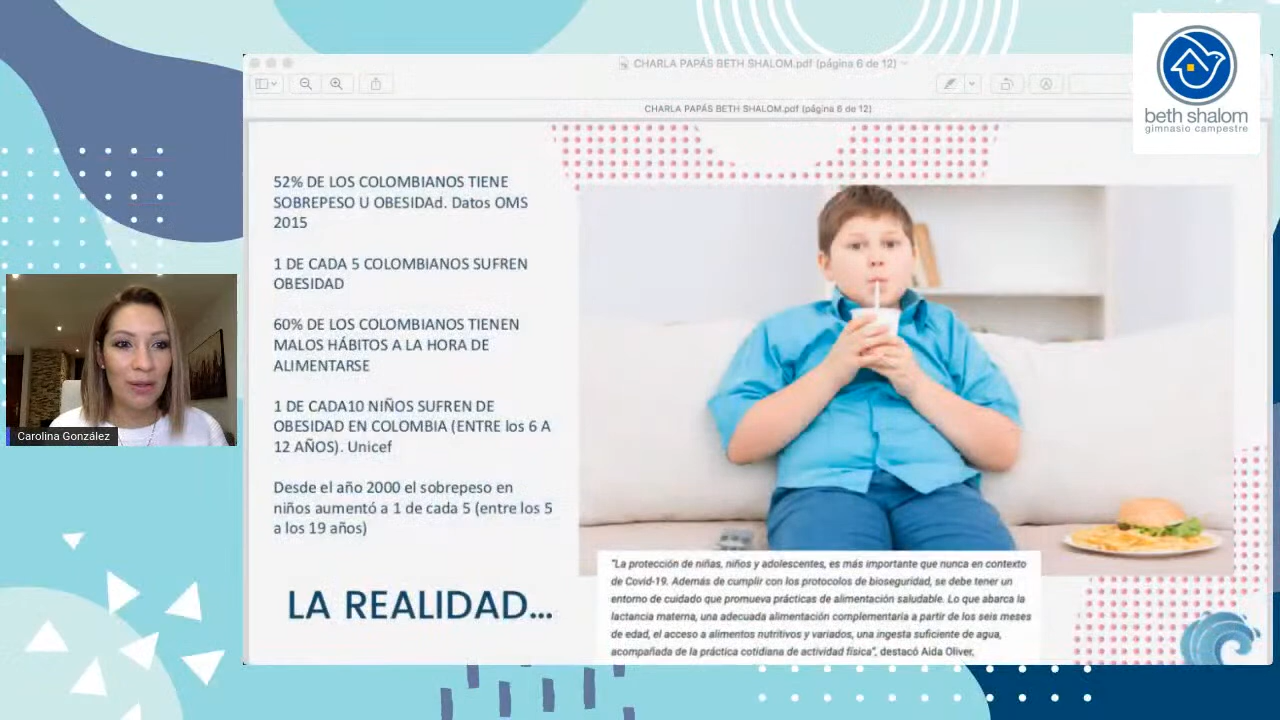 CHARLA PAPÁS BETH SHALOM.pdf (página 6 de 12)
CHARLA PAPÁS BETH SHALOM.pdf (página 6 de 12)
beth shalom
gimnasio campestre
52% DE LOS COLOMBIANOS TIENE
SOBREPESO U OBESIDAd. Datos OMS
2015
1 DE CADA 5 COLOMBIANOS SUFREN
OBESIDAD
60% DE LOS COLOMBIANOS TIENEN
MALOS HÁBITOS A LA HORA DE
ALIMENTARSE
1 DE CADA10 NIÑOS SUFREN DE
OBESIDAD EN COLOMBIA (ENTRE los 6 A
12 AÑOS). Unicef
Desde el año 2000 el sobrepeso en
niños aumentó a 1 de cada 5 (entre los 5
a los 19 años)
LA REALIDAD...
"La protección de niñas, niños y adolescentes, es más importante que nunca en contexto
de Covid-19. Además de cumplir con los protocolos de bioseguridad, se debe tener un
entorno de cuidado que promueva prácticas de alimentación saludable. Lo que abarca la
lactancia materna, una adecuada alimentación complementaria a partir de los seis meses
de edad, el acceso a alimentos nutritivos y variados, una ingesta suficiente de agua,
acompañada de la práctica cotidiana de actividad física", destacó Aida Oliver,
Carolina González